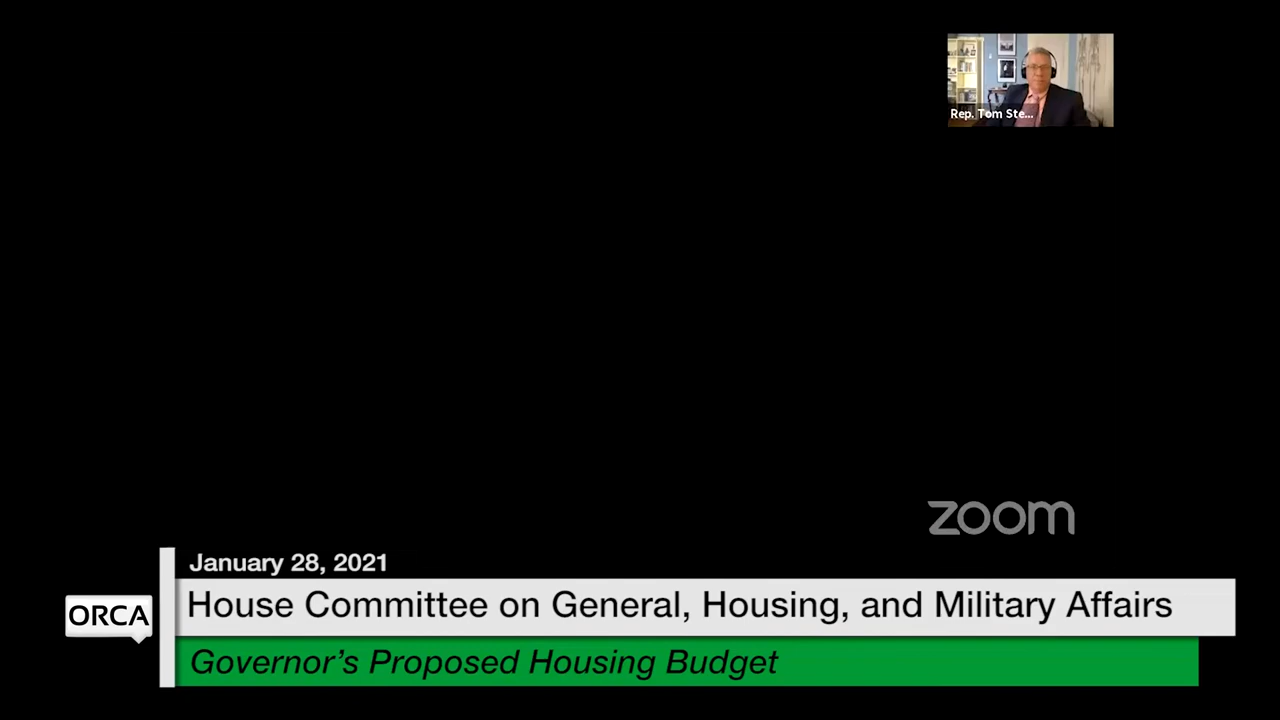 Rep. Tom Ste...
zoom
January 28, 2021
House Committee on General, Housing, and Military Affairs
ORCA
Governor's Proposed Housing Budget